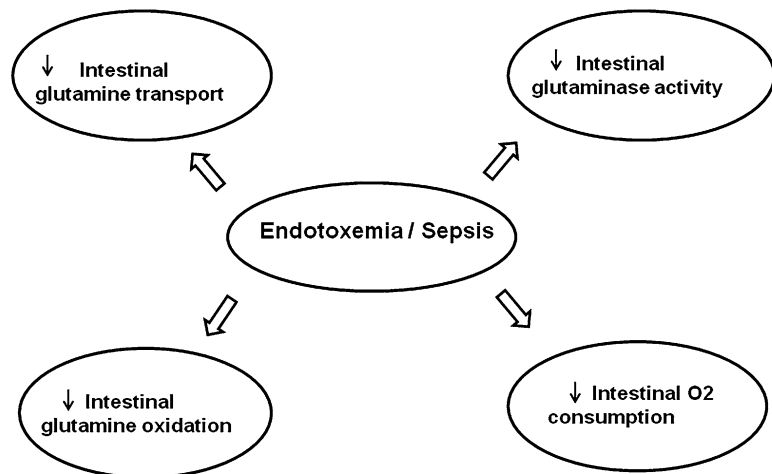 ↓ Intestinal
glutamine transport
↓ Intestinal
glutaminase activity
Endotoxemia / Sepsis
↓ Intestinal
glutamine oxidation
↓ Intestinal O2
consumption